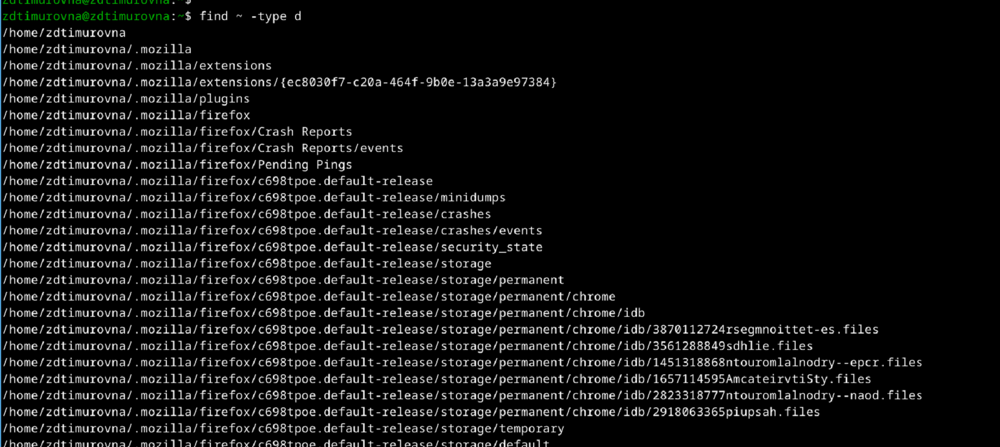 zdtimurovna@zdtimurovna:~$
zdtimurovna@zdtimurovna:~$ find ~ -type d
/home/zdtimurovna
/home/zdtimurovna/.mozilla
/home/zdtimurovna/.mozilla/extensions
/home/zdtimurovna/.mozilla/extensions/{ec8030f7-c20a-464f-9b0e-13a3a9e97384}
/home/zdtimurovna/.mozilla/plugins
/home/zdtimurovna/.mozilla/firefox
/home/zdtimurovna/.mozilla/firefox/Crash Reports
/home/zdtimurovna/.mozilla/firefox/Crash Reports/events
/home/zdtimurovna/.mozilla/firefox/Pending Pings
/home/zdtimurovna/.mozilla/firefox/c698tpoe.default-release
/home/zdtimurovna/.mozilla/firefox/c698tpoe.default-release/minidumps
/home/zdtimurovna/.mozilla/firefox/c698tpoe.default-release/crashes
/home/zdtimurovna/.mozilla/firefox/c698tpoe.default-release/crashes/events
/home/zdtimurovna/.mozilla/firefox/c698tpoe.default-release/security_state
/home/zdtimurovna/.mozilla/firefox/c698tpoe.default-release/storage
/home/zdtimurovna/.mozilla/firefox/c698tpoe.default-release/storage/permanent
/home/zdtimurovna/.mozilla/firefox/c698tpoe.default-release/storage/permanent/chrome
/home/zdtimurovna/.mozilla/firefox/c698tpoe.default-release/storage/permanent/chrome/idb
/home/zdtimurovna/.mozilla/firefox/c698tpoe.default-release/storage/permanent/chrome/idb/3870112724rsegmnoittet-es.files
/home/zdtimurovna/.mozilla/firefox/c698tpoe.default-release/storage/permanent/chrome/idb/3561288849sdhlie.files
/home/zdtimurovna/.mozilla/firefox/c698tpoe.default-release/storage/permanent/chrome/idb/1451318868ntouromlalnodry--epcr.files
/home/zdtimurovna/.mozilla/firefox/c698tpoe.default-release/storage/permanent/chrome/idb/1657114595AmcateirvtiSty.files
/home/zdtimurovna/.mozilla/firefox/c698tpoe.default-release/storage/permanent/chrome/idb/2823318777ntouromlalnodry--naod.files
/home/zdtimurovna/.mozilla/firefox/c698tpoe.default-release/storage/permanent/chrome/idb/2918063365piupsah.files
/home/zdtimurovna/.mozilla/firefox/c698tpoe.default-release/storage/temporary
/home/zdtimurovna/.mozilla/firefox/c698tpoe.default-release/storage/default